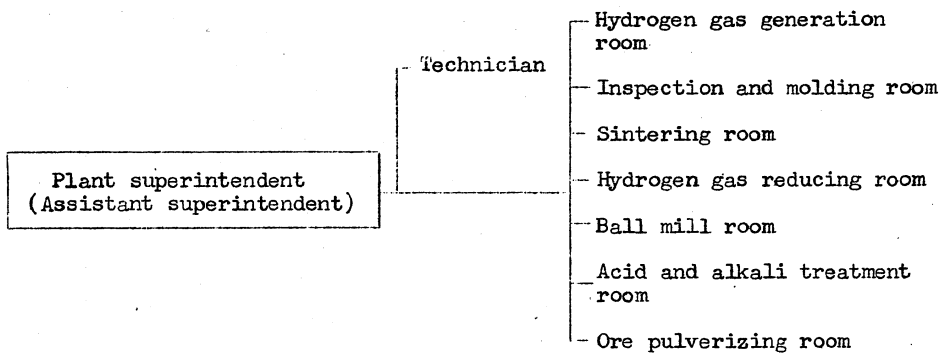 Hydrogen gas generation
room
Technician
Inspection and molding room
Sintering room
Plant superintendent
(Assistant superintendent)
Hydrogen gas reducing room
Ball mill room
Acid and alkali treatment
room
Ore pulverizing room